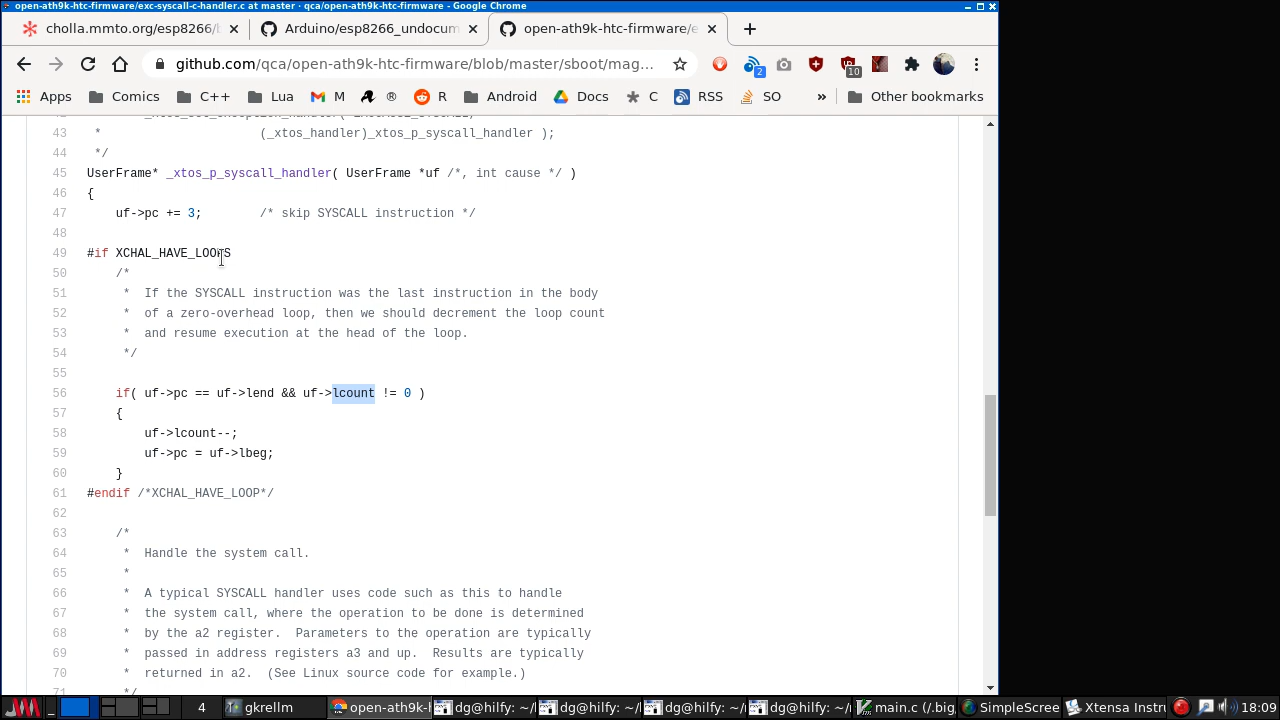 open-ath9k-htc-firmware/exc-syscall-c-handler.c at master · qca/open-ath9k-htc-firmware - Google Chrome
cholla.mmto.org/esp8266/
Arduino/esp8266_undocum
open-ath9k-htc-firmware/e
github.com/qca/open-ath9k-htc-firmware/blob/master/sboot/mag...
2
10
Apps
Comics
C++
Lua
M
®
R
Android
Docs
C
RSS
SO
»
Other bookmarks
43 * (_xtos_handler)_xtos_p_syscall_handler );
44 */
45 UserFrame* _xtos_p_syscall_handler( UserFrame *uf /*, int cause */ )
46 {
47 uf->pc += 3; /* skip SYSCALL instruction */
48
49 #if XCHAL_HAVE_LOOPS
50 /*
51 * If the SYSCALL instruction was the last instruction in the body
52 * of a zero-overhead loop, then we should decrement the loop count
53 * and resume execution at the head of the loop.
54 */
55
56 if( uf->pc == uf->lend && uf->lcount != 0 )
57 {
58 uf->lcount--;
59 uf->pc = uf->lbeg;
60 }
61 #endif /*XCHAL_HAVE_LOOP*/
62
63 /*
64 * Handle the system call.
65 *
66 * A typical SYSCALL handler uses code such as this to handle
67 * the system call, where the operation to be done is determined
68 * by the a2 register. Parameters to the operation are typically
69 * passed in address registers a3 and up. Results are typically
70 * returned in a2. (See Linux source code for example.)
71 */
4
gkrellm
open-ath9k-h
dg@hilfy: ~/
dg@hilfy: ~/
dg@hilfy: ~/
dg@hilfy: ~/
main.c (/.big
SimpleScree
Xtensa Instr
18:09